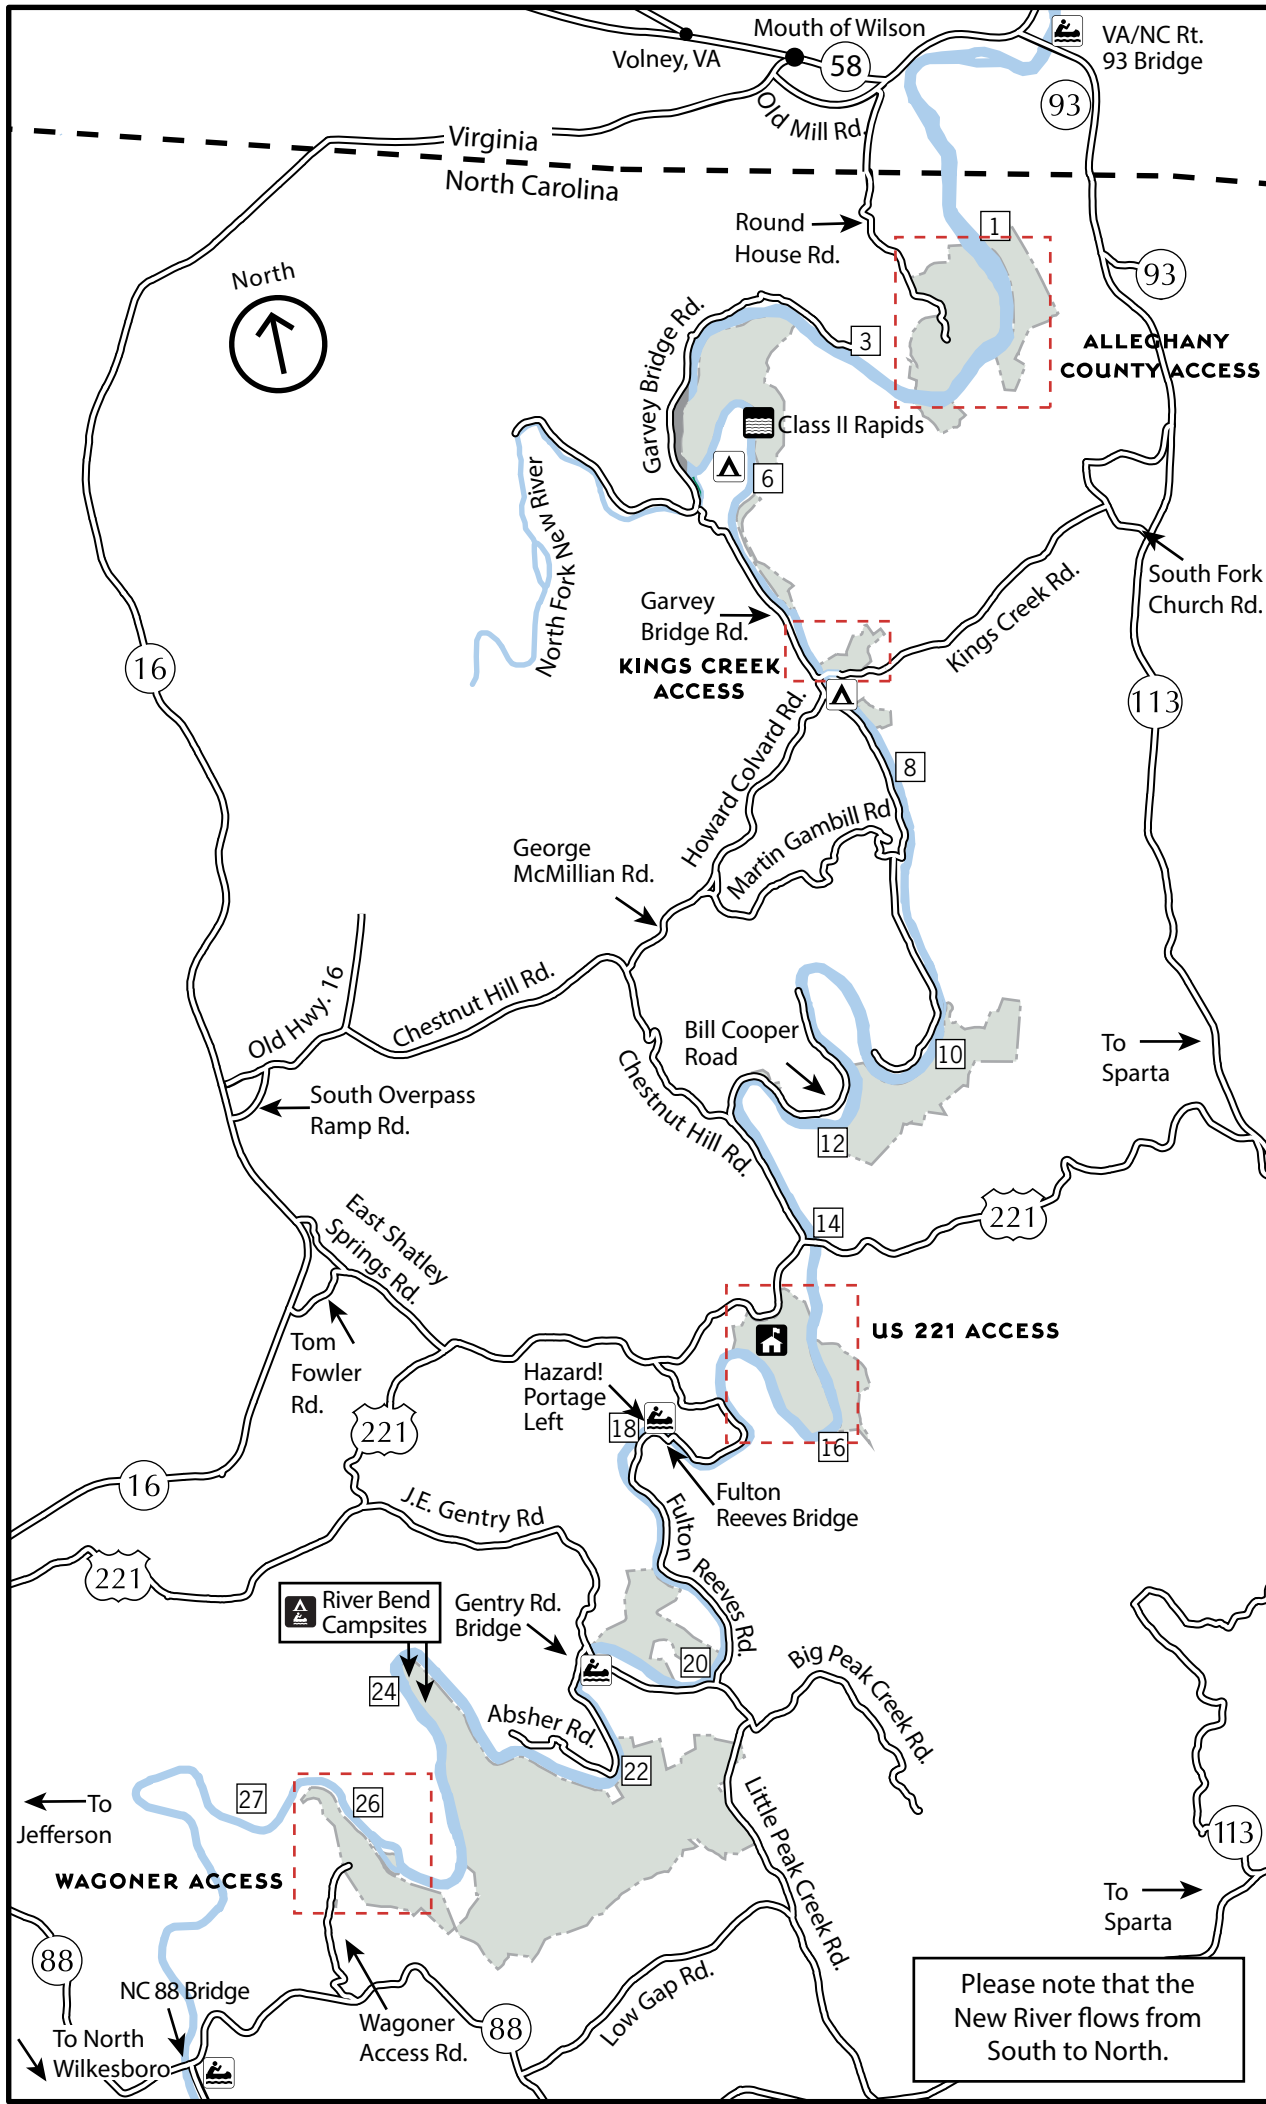 Mouth of Wilson
VA/NC Rt.
93 Bridge
Volney, VA
58
Old Mill Rd.
93
Virginia
North Carolina
Round
House Rd.
1
93
North
ALLEGHANY
COUNTY ACCESS
Garvey Bridge Rd.
3
Class II Rapids
6
North Fork New River
South Fork
Church Rd.
Kings Creek Rd.
Garvey
Bridge Rd.
KINGS CREEK
ACCESS
16
113
Howard Colvard Rd.
8
Martin Gambill Rd
George
McMillian Rd.
Old Hwy. 16
Chestnut Hill Rd.
Bill Cooper
Road
10
To
Sparta
Chestnut Hill Rd.
South Overpass
Ramp Rd.
12
14
221
East Shatley
Springs Rd.
US 221 ACCESS
Tom
Fowler
Rd.
Hazard!
Portage
Left
221
18
16
16
Fulton
Reeves Bridge
J.E. Gentry Rd
Fulton Reeves Rd.
221
River Bend
Campsites
Gentry Rd.
Bridge
20
Big Peak Creek Rd.
24
Absher Rd.
22
27
26
To
Jefferson
Little Peak Creek Rd.
113
WAGONER ACCESS
To
Sparta
88
NC 88 Bridge
Low Gap Rd.
Please note that the
New River flows from
South to North.
To North
Wilkesboro
Wagoner
Access Rd.
88